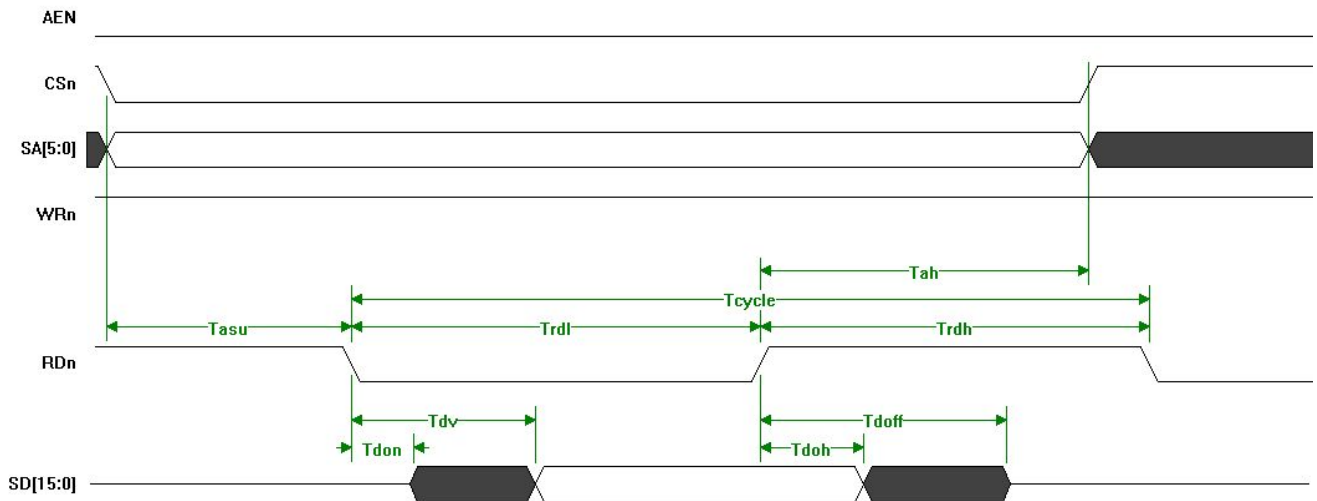 AEN
CSn
SA[5:0]
WRn
Tah
Tcycle
Tasu
Trdl
Trdh
RDn
Tdv
Tdoff
Tdon
Tdoh
SD[15:0]